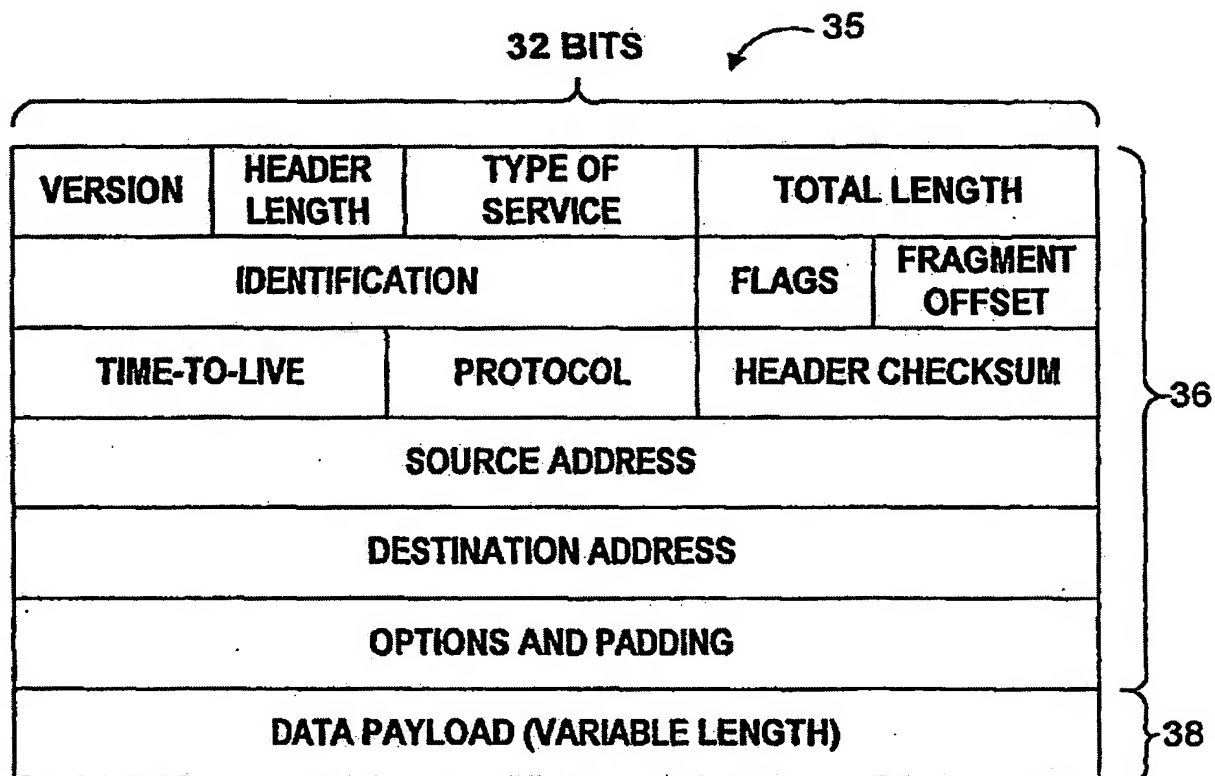 35
32 BITS
VERSION
HEADER
LENGTH
TYPE OF
SERVICE
TOTAL LENGTH
IDENTIFICATION
FLAGS
FRAGMENT
OFFSET
TIME-TO-LIVE
PROTOCOL
HEADER CHECKSUM
36
SOURCE ADDRESS
DESTINATION ADDRESS
OPTIONS AND PADDING
DATA PAYLOAD (VARIABLE LENGTH)
38